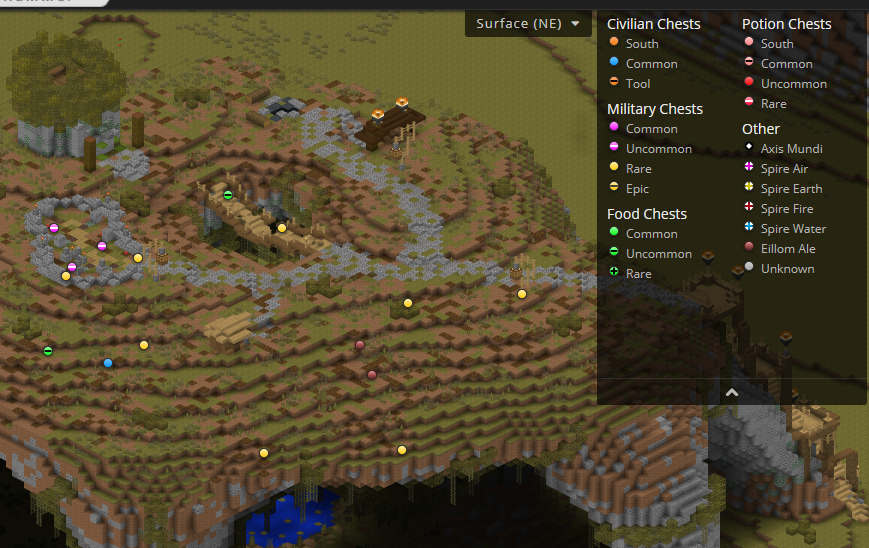 Surface (NE)
Civilian Chests
South
Common
Tool
Military Chests
Common
Uncommon
Rare
Epic
Food Chests
Common
Uncommon
Rare
Potion Chests
South
Common
Uncommon
Rare
Other
Axis Mundi
Spire Air
Spire Earth
Spire Fire
Spire Water
Eillom Ale
Unknown